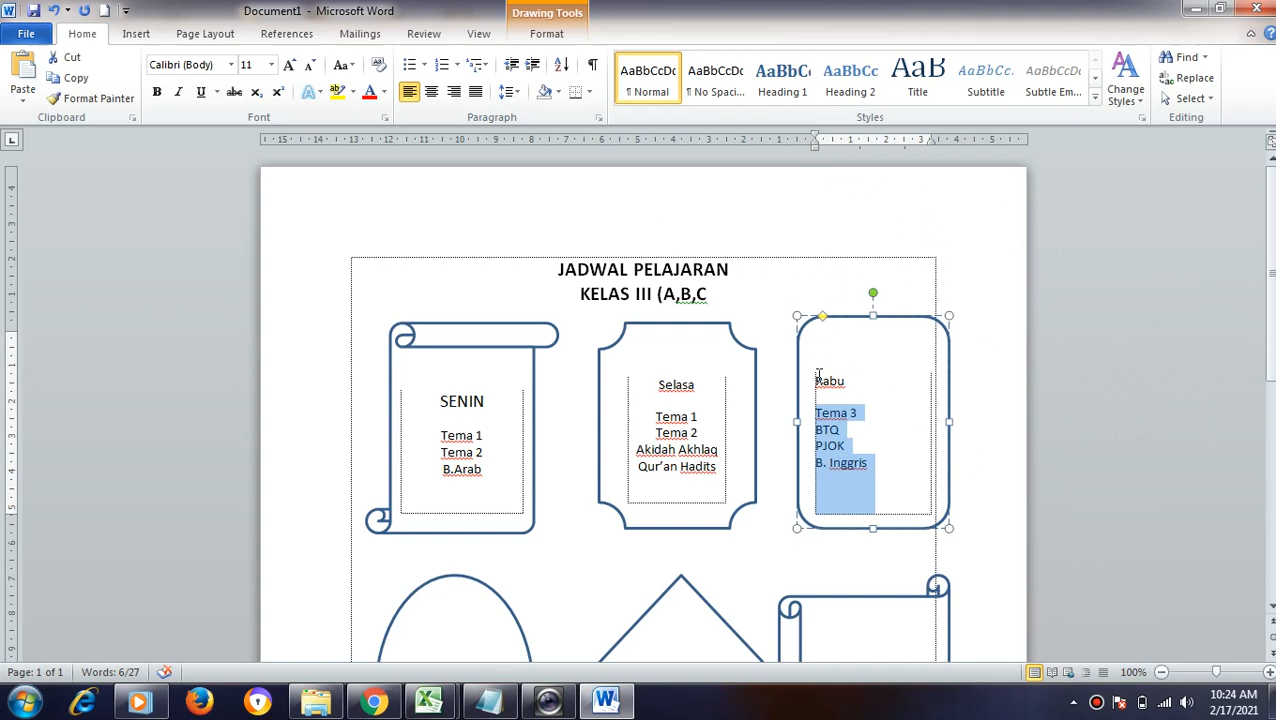 Document1 - Microsoft Word
Drawing Tools
File Home Insert Page Layout References Mailings Review View Format
Paste
Cut
Copy
Format Painter
Clipboard
Calibri (Body) 11
Font
Paragraph
AaBbCcDc AaBbCcDc AaBbCc AaBbCc AaB AaBbCc. AaBbCcDc
¶ Normal ¶ No Spaci... Heading 1 Heading 2 Title Subtitle Subtle Em...
Change Styles
Styles
Find
Replace
Select
Editing
JADWAL PELAJARAN
KELAS III (A,B,C
SENIN
Tema 1
Tema 2
B.Arab
Selasa
Tema 1
Tema 2
Akidah Akhlaq
Qur'an Hadits
Rabu
Tema 3
BTQ
PJOK
B. Inggris
Page: 1 of 1 Words: 6/27
100%
10:24 AM
2/17/2021